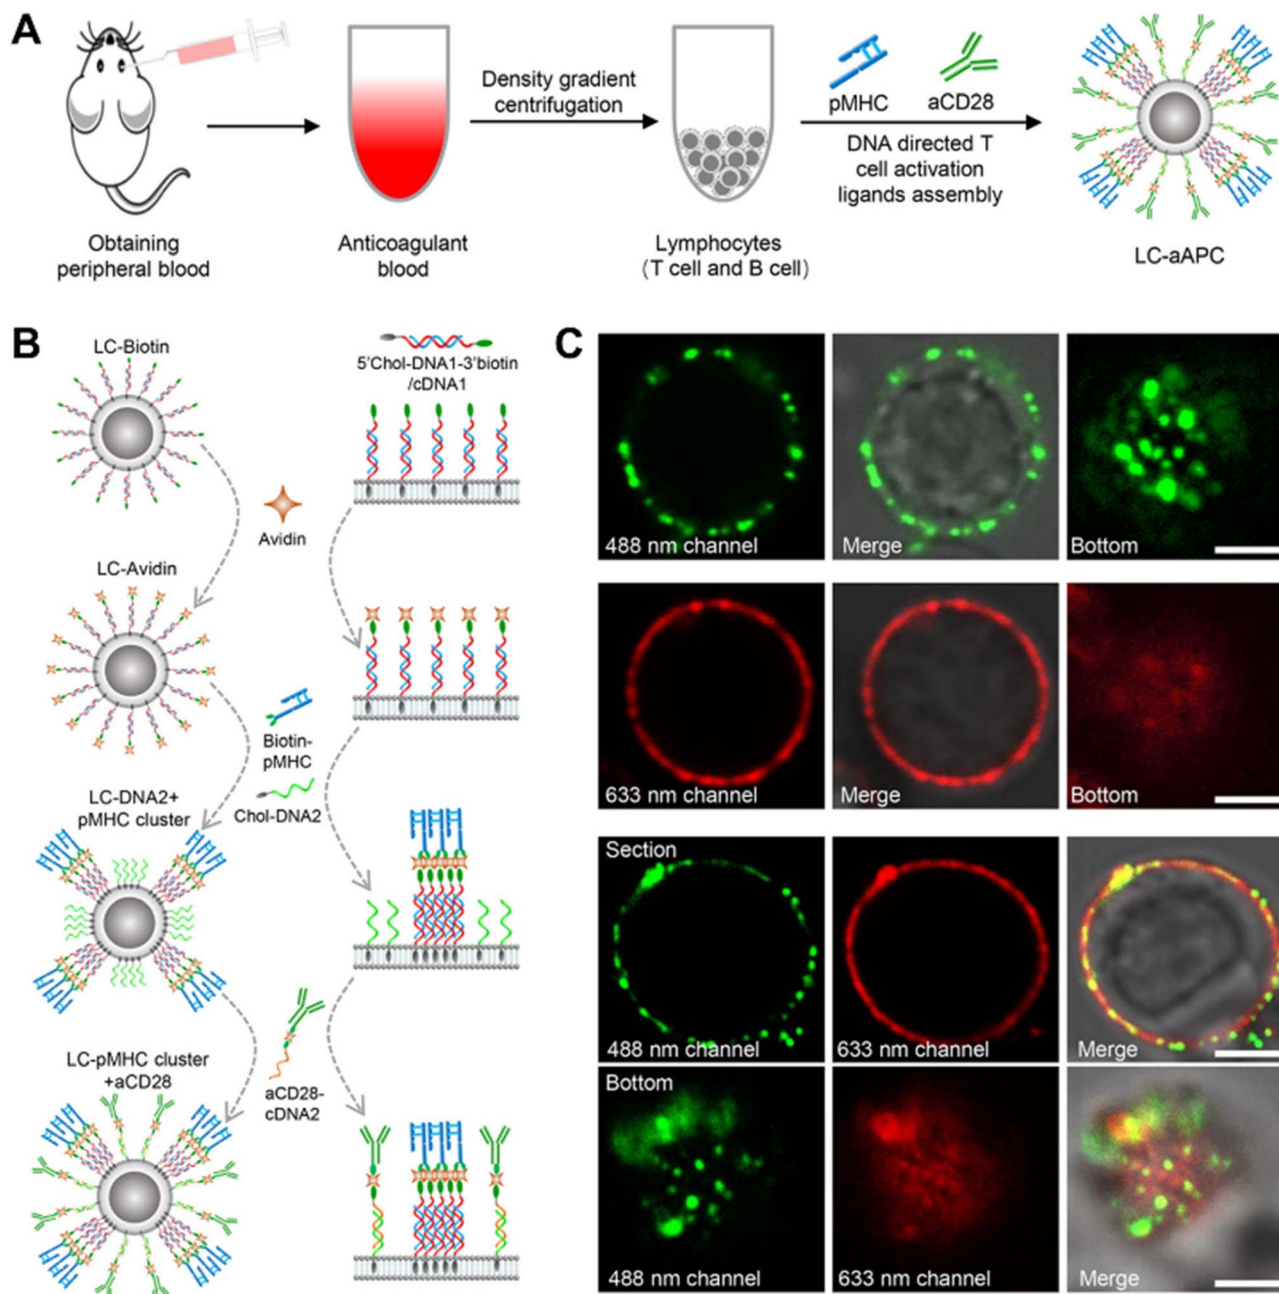 A
Obtaining
peripheral blood
Anticoagulant
blood
Density gradient
centrifugation
Lymphocytes
(T cell and B cell)
pMHC
aCD28
DNA directed T
cell activation
ligands assembly
LC-aAPC
B
LC-Biotin
5'Chol-DNA1-3'biotin
/cDNA1
Avidin
LC-Avidin
Biotin-
pMHC
Chol-DNA2
LC-DNA2+
pMHC cluster
aCD28-
cDNA2
LC-pMHC cluster
+aCD28
C
488 nm channel
Merge
Bottom
633 nm channel
Merge
Bottom
Section
488 nm channel
633 nm channel
Merge
Bottom
488 nm channel
633 nm channel
Merge